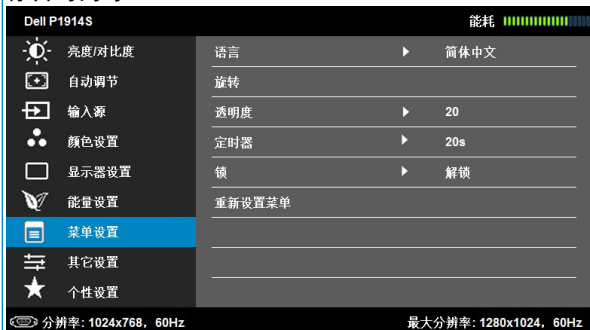 Dell P1914S 能耗
亮度/对比度 语言 简体中文
自动调节 旋转
输入源 透明度 20
颜色设置 定时器 20s
显示器设置 锁 解锁
能量设置 重新设置菜单
菜单设置
其它设置
个性设置
分辨率: 1024x768, 60Hz 最大分辨率: 1280x1024, 60Hz